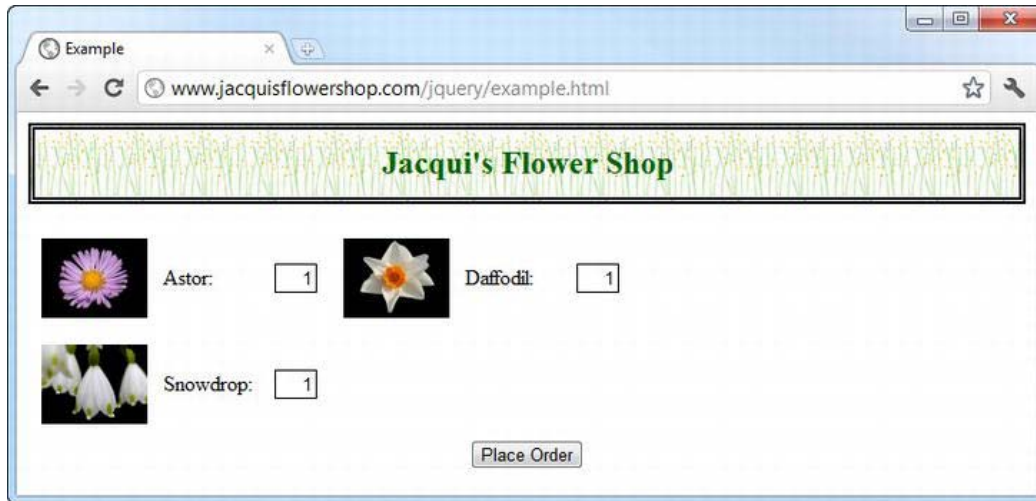 Example
www.jacquisflowershop.com/jquery/example.html
Jacqui's Flower Shop
Astor: 1 Daffodil: 1
Snowdrop: 1
Place Order